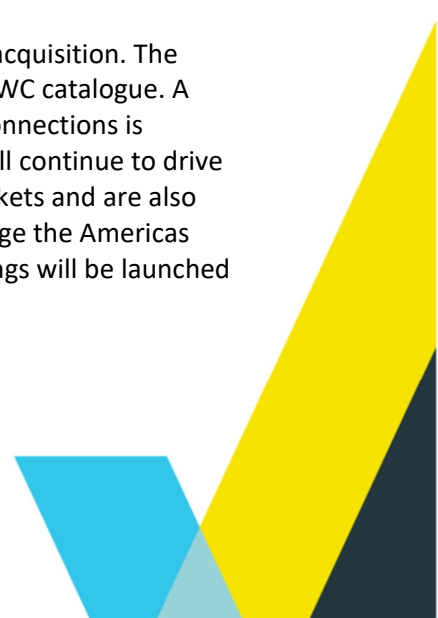 acquisition. The
WC catalogue. A
onnections is
ll continue to drive
kets and are also
ge the Americas
ngs will be launched